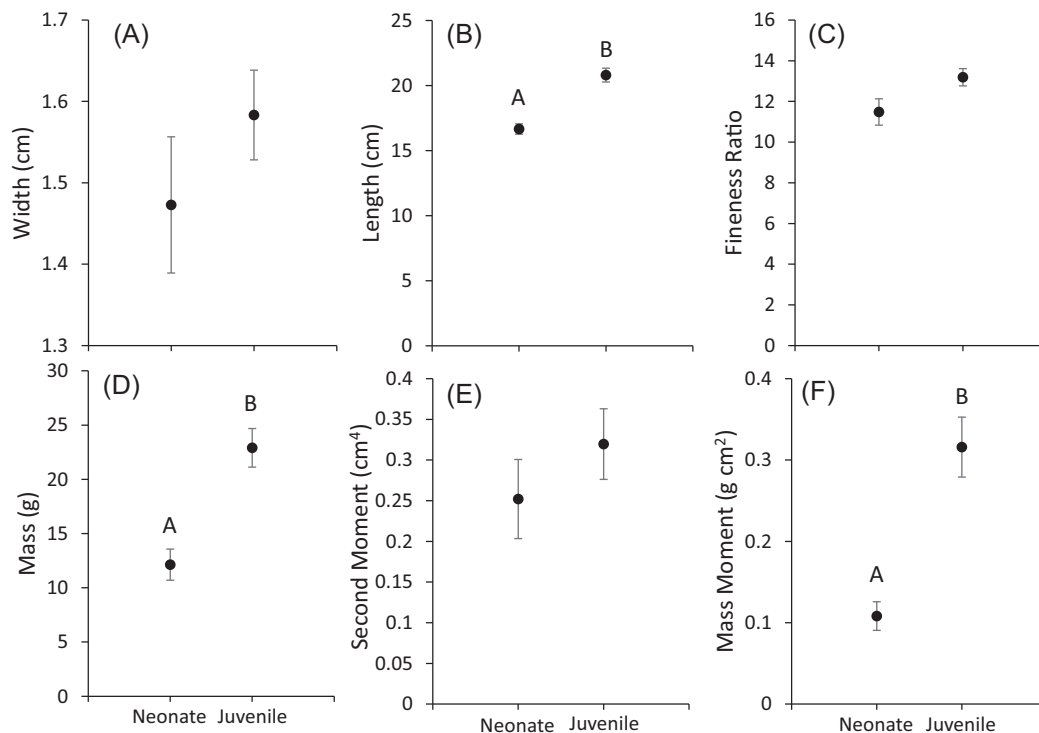 (A)
Width (cm)
1.7
1.6
1.5
1.4
1.3
(B)
Length (cm)
25
20
15
10
5
0
A
B
(C)
Fineness Ratio
16
14
12
10
8
6
4
2
0
(D)
Mass (g)
30
25
20
15
10
5
0
A
B
Neonate Juvenile
(E)
Second Moment (cm⁴)
0.4
0.35
0.3
0.25
0.2
0.15
0.1
0.05
0
Neonate Juvenile
(F)
Mass Moment (g cm²)
0.4
0.3
0.2
0.1
0
A
B
Neonate Juvenile